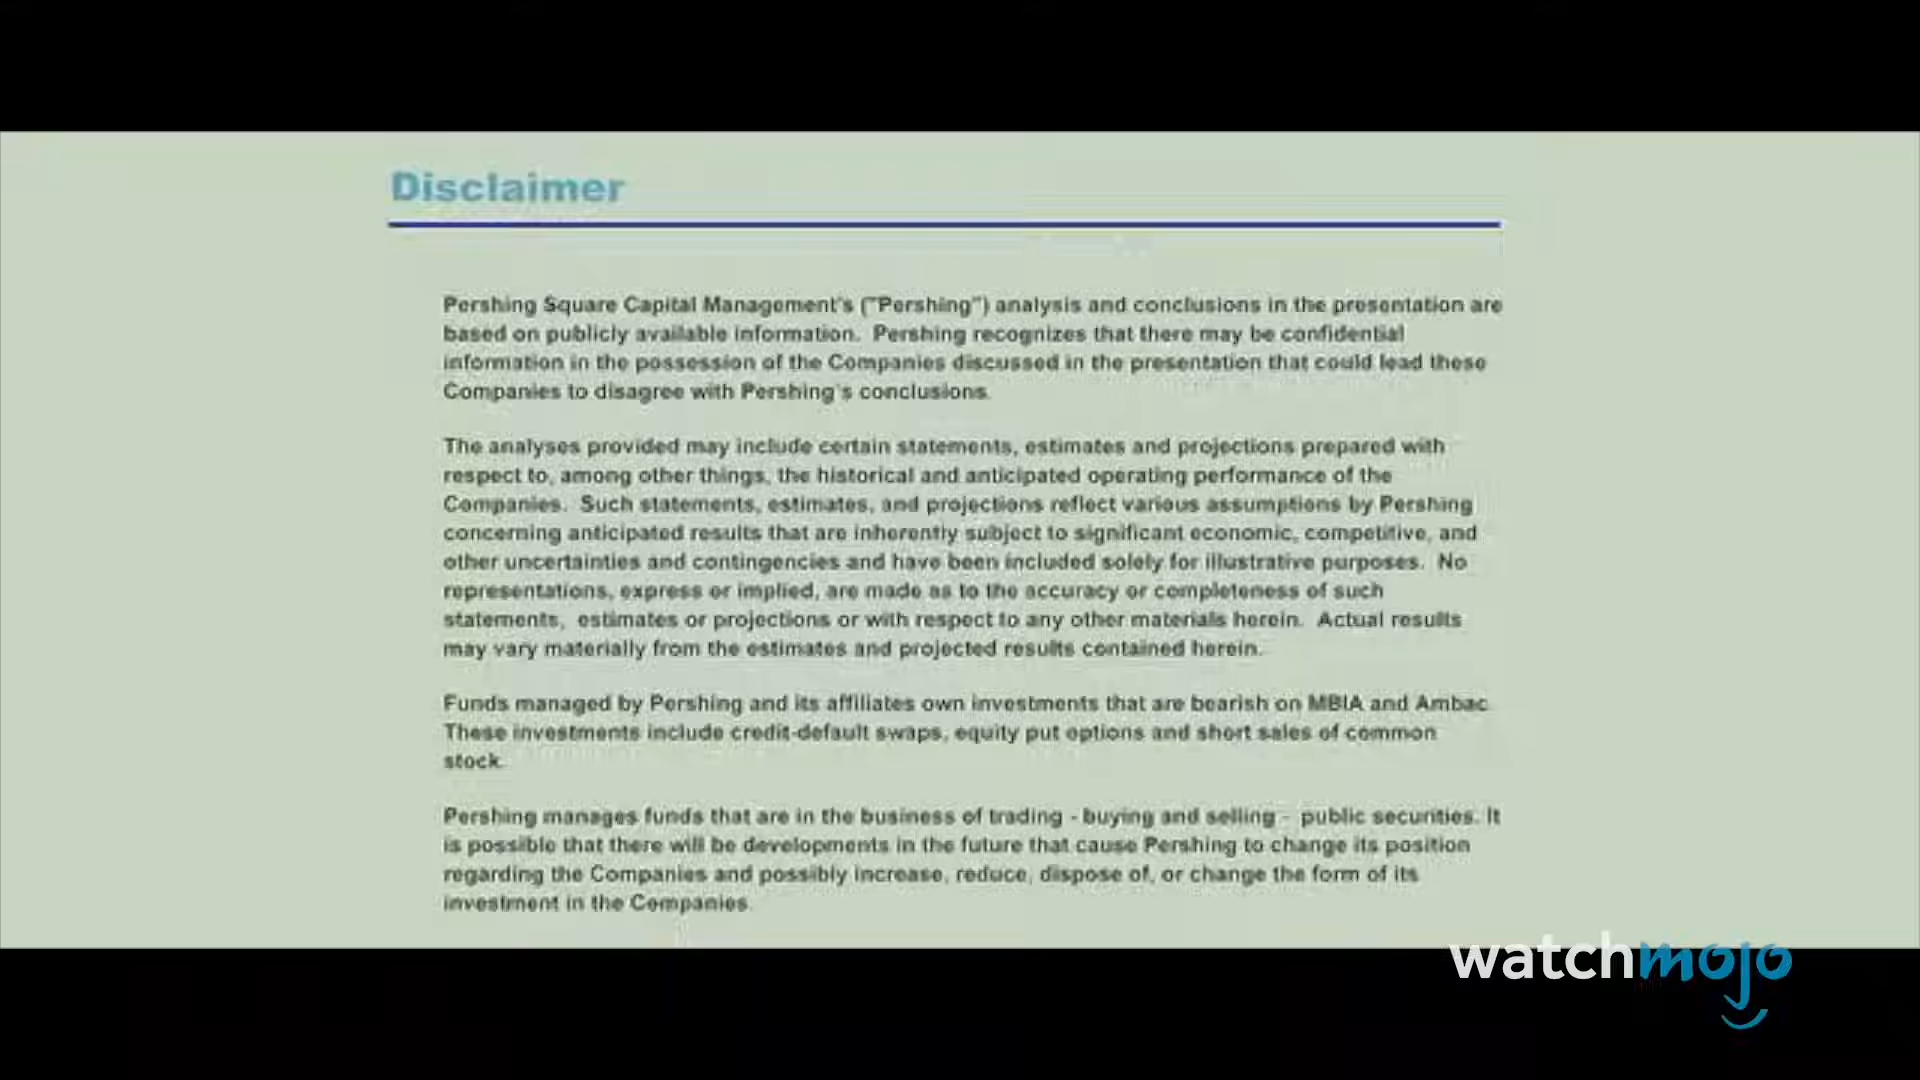 Disclaimer
Pershing Square Capital Management's ("Pershing") analysis and conclusions in the presentation are
based on publicly available information.  Pershing recognizes that there may be confidential
information in the possession of the Companies discussed in the presentation that could lead these
Companies to disagree with Pershing's conclusions.
The analyses provided may include certain statements, estimates and projections prepared with
respect to, among other things, the historical and anticipated operating performance of the
Companies.  Such statements, estimates, and projections reflect various assumptions by Pershing
concerning anticipated results that are inherently subject to significant economic, competitive, and
other uncertainties and contingencies and have been included solely for illustrative purposes.  No
representations, express or implied, are made as to the accuracy or completeness of such
statements,  estimates or projections or with respect to any other materials herein.  Actual results
may vary materially from the estimates and projected results contained herein.
Funds managed by Pershing and its affiliates own investments that are bearish on MBIA and Ambac.
These investments include credit-default swaps, equity put options and short sales of common
stock.
Pershing manages funds that are in the business of trading - buying and selling -  public securities. It
is possible that there will be developments in the future that cause Pershing to change its position
regarding the Companies and possibly increase, reduce, dispose of, or change the form of its
investment in the Companies.
watchmojo